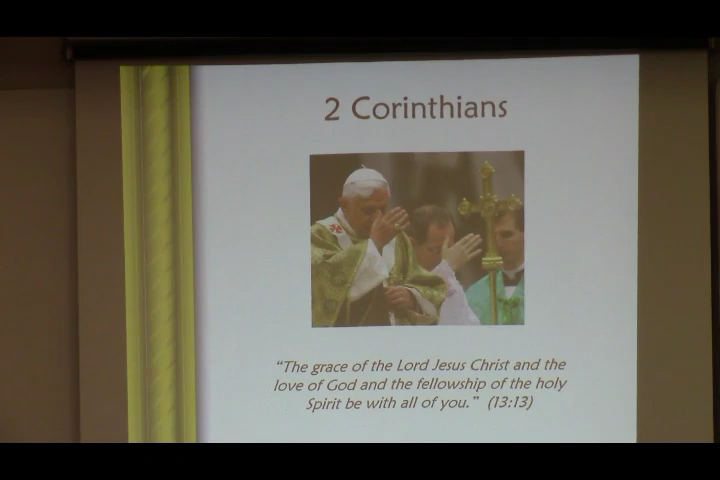 2 Corinthians
“The grace of the Lord Jesus Christ and the
love of God and the fellowship of the holy
Spirit be with all of you.” (13:13)